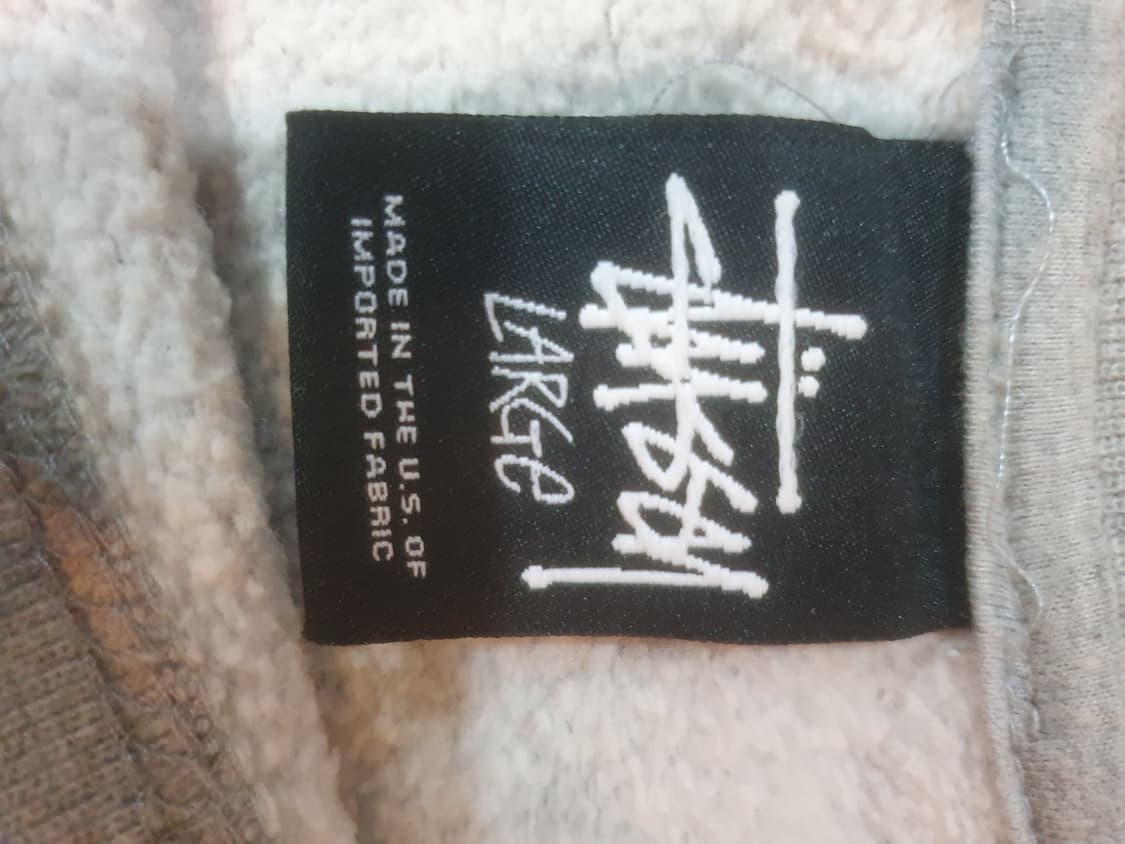 Stüssy
LARGe
MADE IN THE U.S. OF
IMPORTED FABRIC